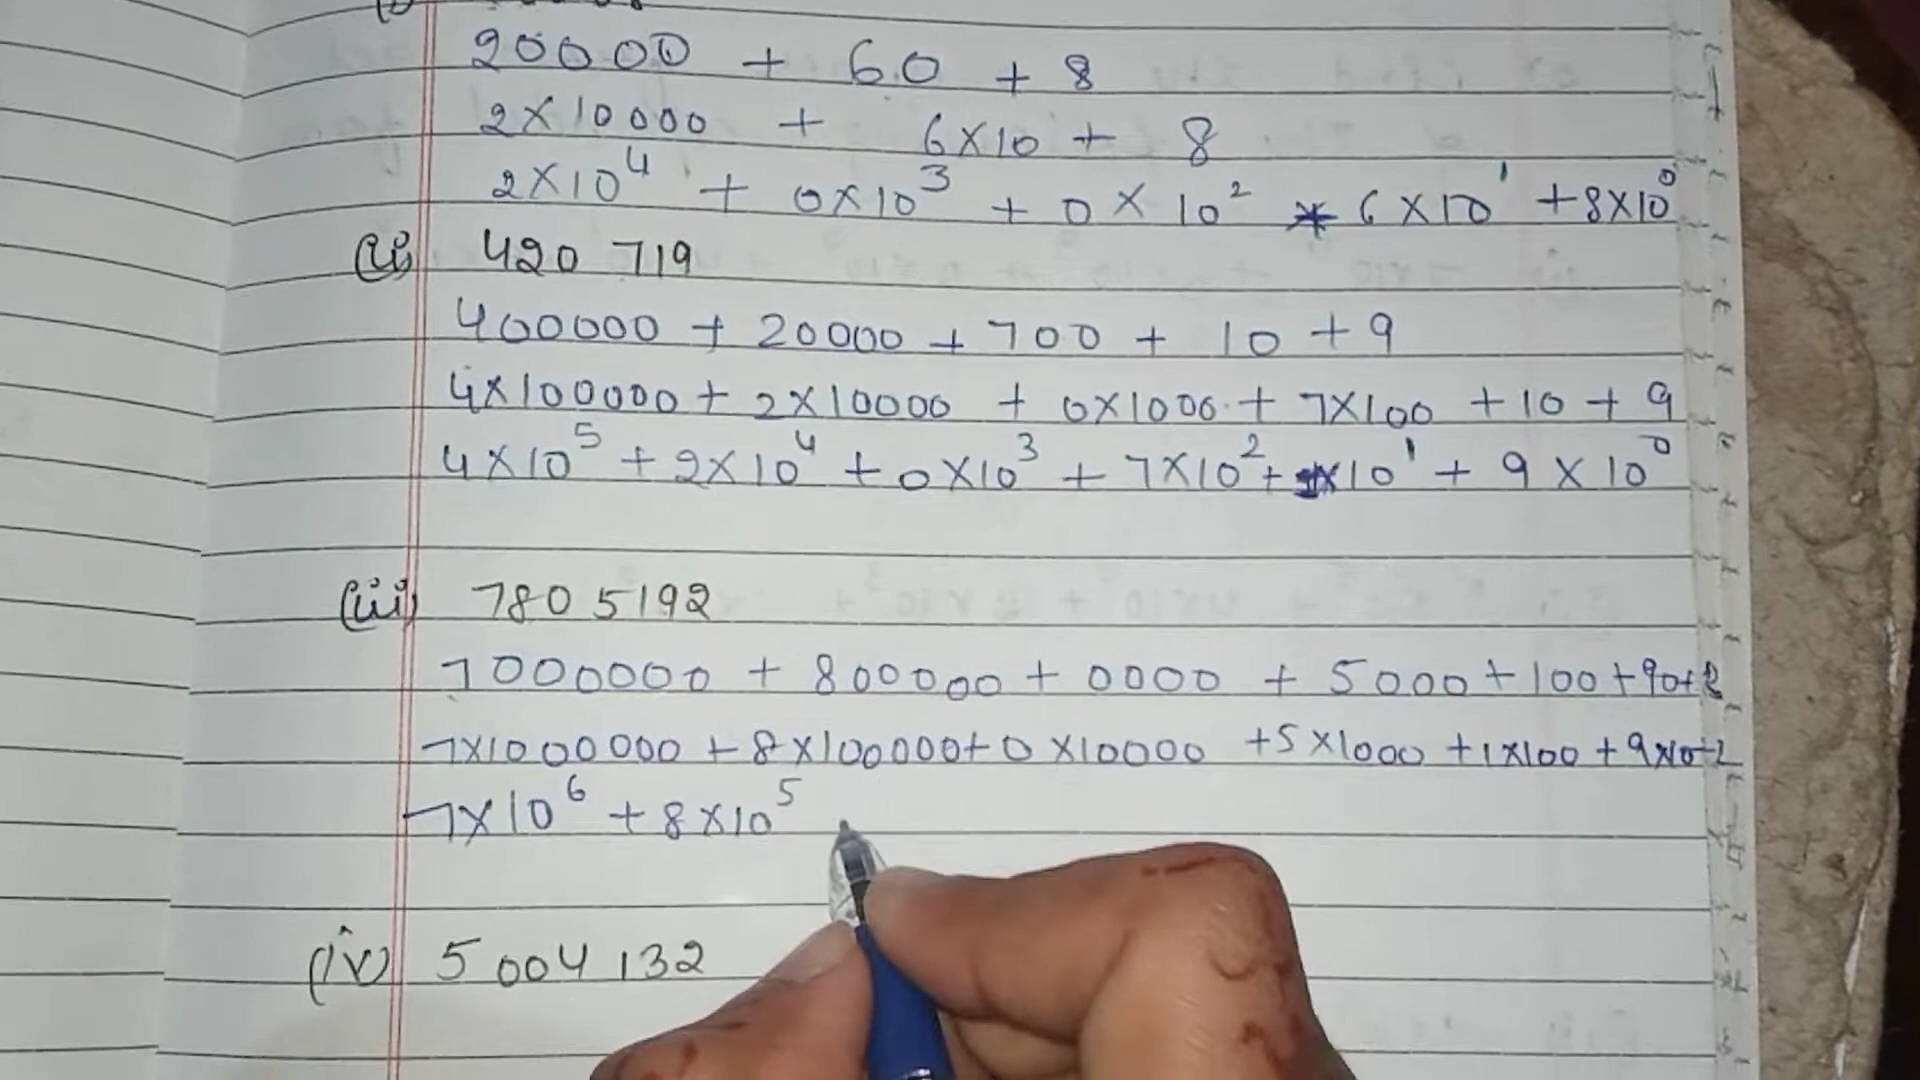 20000 + 60 + 8
2×10000 + 6×10 + 8
2×10⁴ + 0×10³ + 0×10² + 6×10¹ + 8×10⁰
(ii) 420 719
400000 + 20000 + 700 + 10 + 9
4×100000 + 2×10000 + 0×1000 + 7×100 + 10 + 9
4×10⁵ + 2×10⁴ + 0×10³ + 7×10² + 1×10¹ + 9×10⁰
(iii) 7805192
7000000 + 800000 + 0000 + 5000 + 100 + 90 + 2
7×1000000 + 8×100000 + 0×10000 + 5×1000 + 1×100 + 9×10+2
7×10⁶ + 8×10⁵
(iv) 5004132